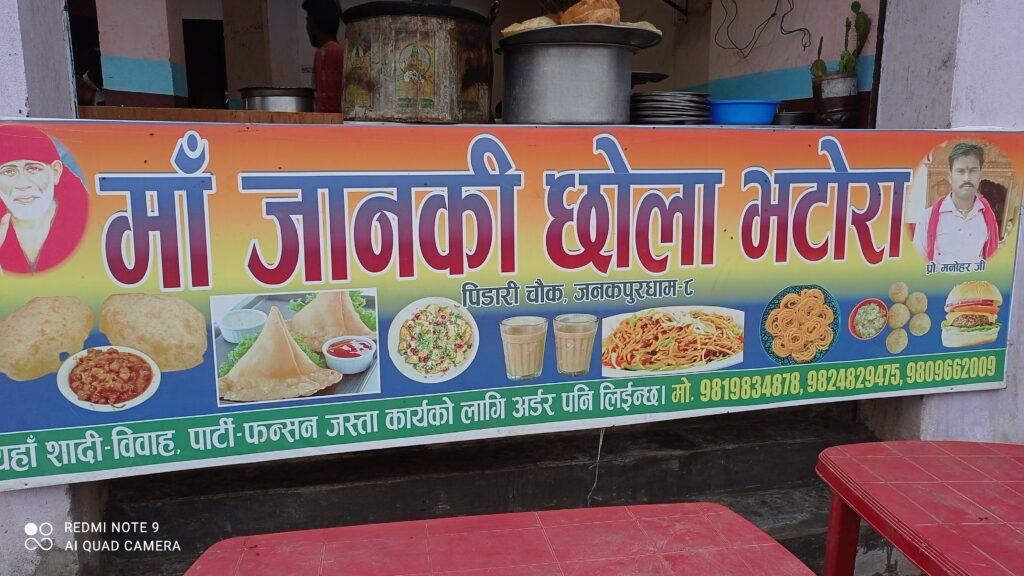 माँ जानकी छोला भटोरा
पिडारी चौक, जनकपुरधाम-८
प्रो. मनोहर जी
यहाँ शादी-विवाह, पार्टी-फन्सन जस्ता कार्यको लागि अर्डर पनि लिईन्छ। मो. 9819834878, 9824829475, 9809662009
REDMI NOTE 9
AI QUAD CAMERA